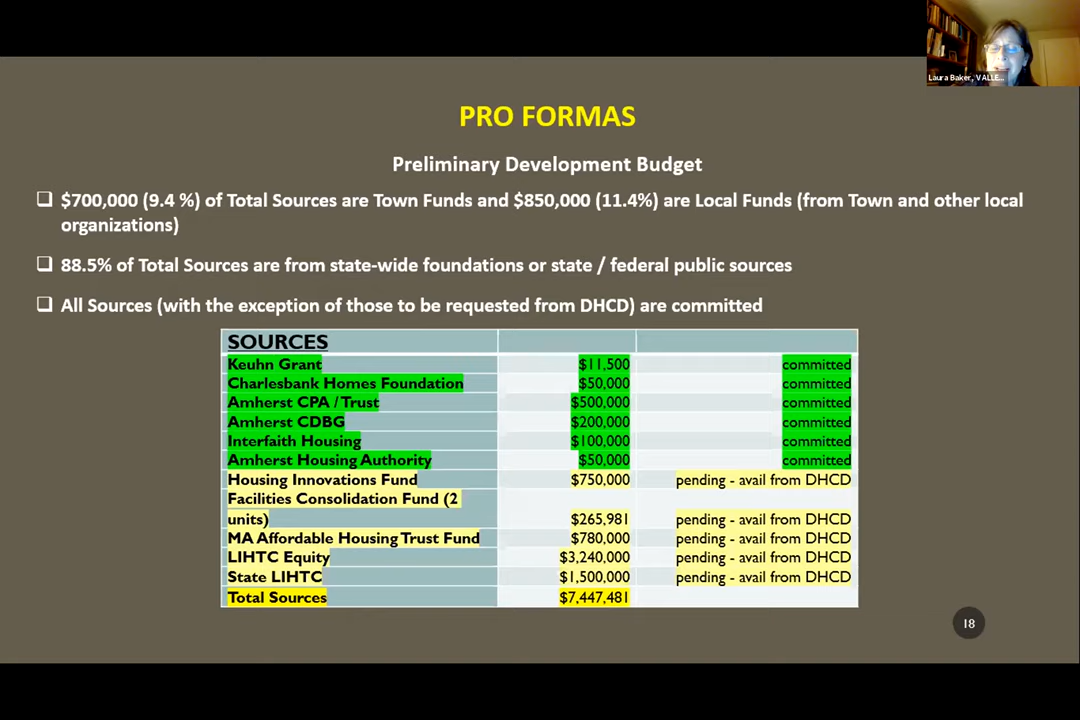 Laura Baker, VALLE...
PRO FORMAS
Preliminary Development Budget
❑ $700,000 (9.4 %) of Total Sources are Town Funds and $850,000 (11.4%) are Local Funds (from Town and other local
organizations)
❑ 88.5% of Total Sources are from state-wide foundations or state / federal public sources
❑ All Sources (with the exception of those to be requested from DHCD) are committed
SOURCES
Keuhn Grant $11,500 committed
Charlesbank Homes Foundation $50,000 committed
Amherst CPA / Trust $500,000 committed
Amherst CDBG $200,000 committed
Interfaith Housing $100,000 committed
Amherst Housing Authority $50,000 committed
Housing Innovations Fund $750,000 pending - avail from DHCD
Facilities Consolidation Fund (2
units) $265,981 pending - avail from DHCD
MA Affordable Housing Trust Fund $780,000 pending - avail from DHCD
LIHTC Equity $3,240,000 pending - avail from DHCD
State LIHTC $1,500,000 pending - avail from DHCD
Total Sources $7,447,481
18